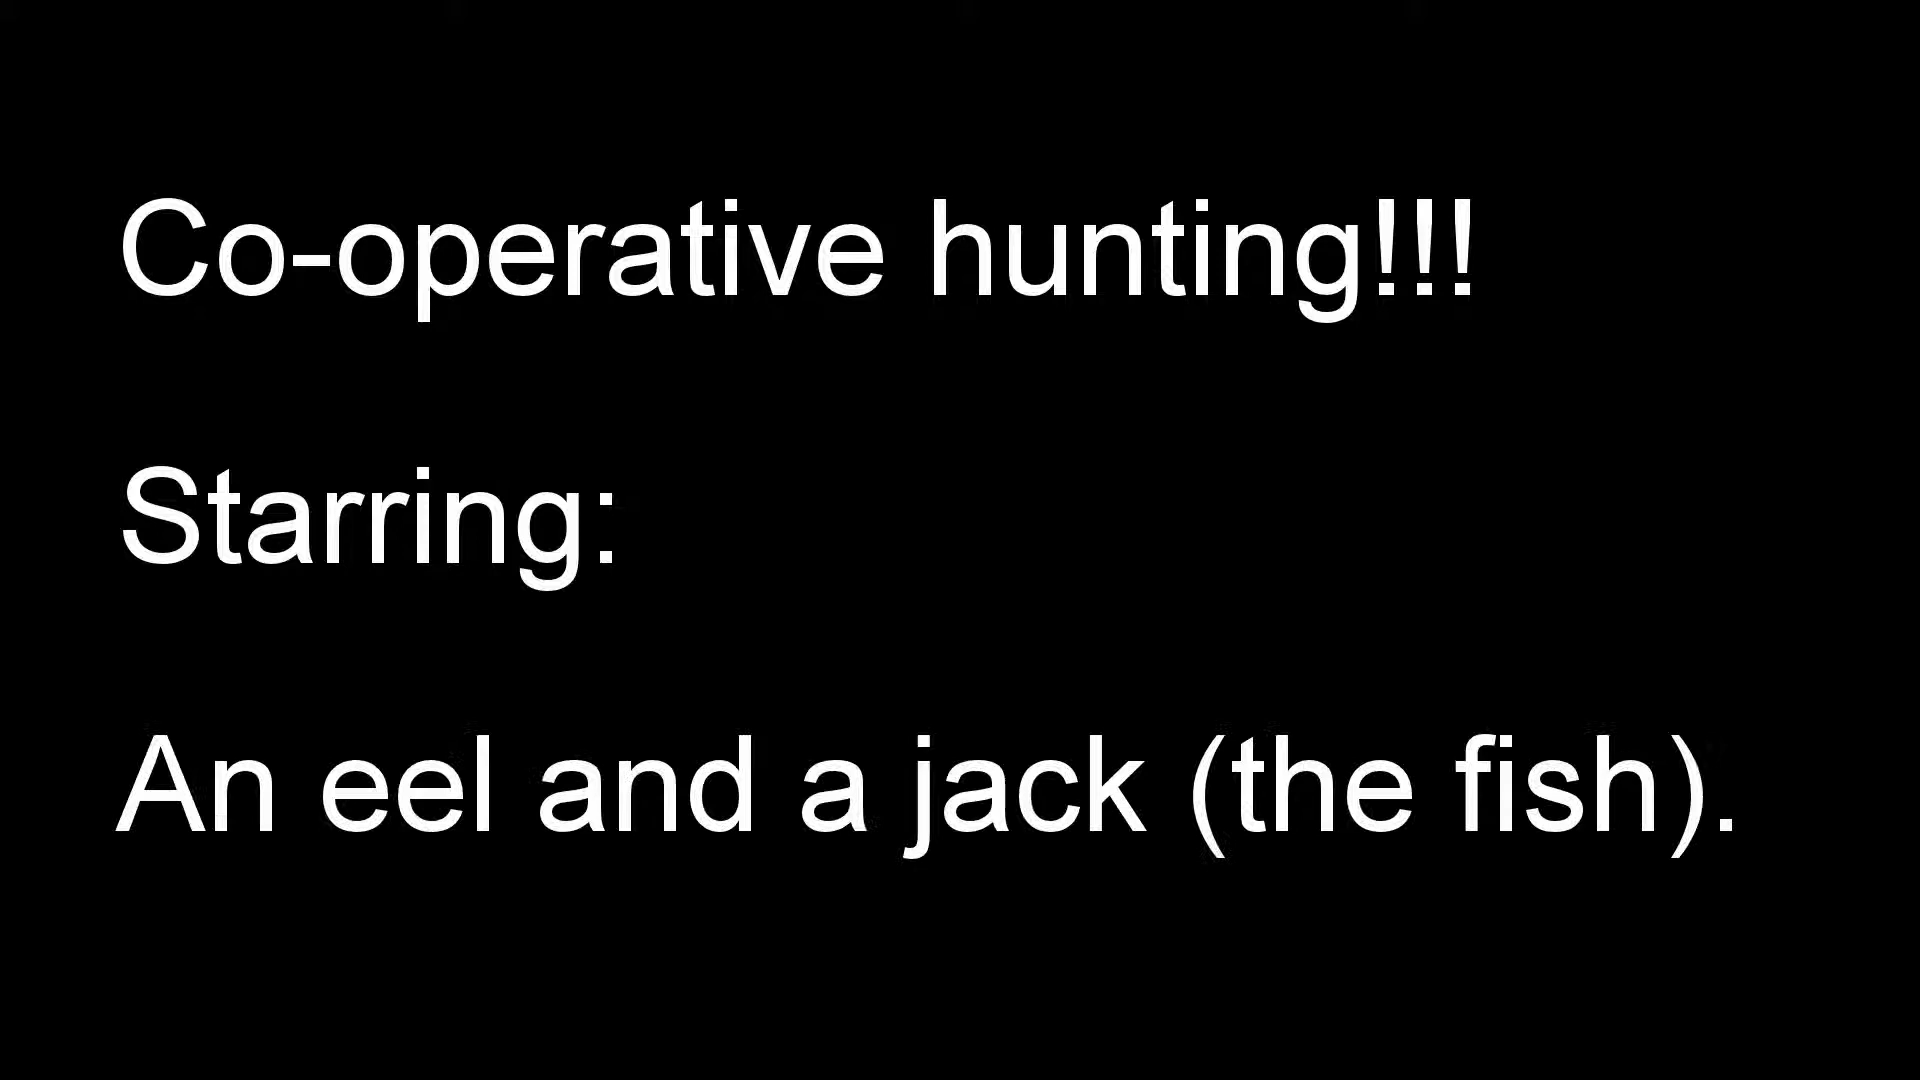 Co-operative hunting!!!
Starring:
An eel and a jack (the fish).